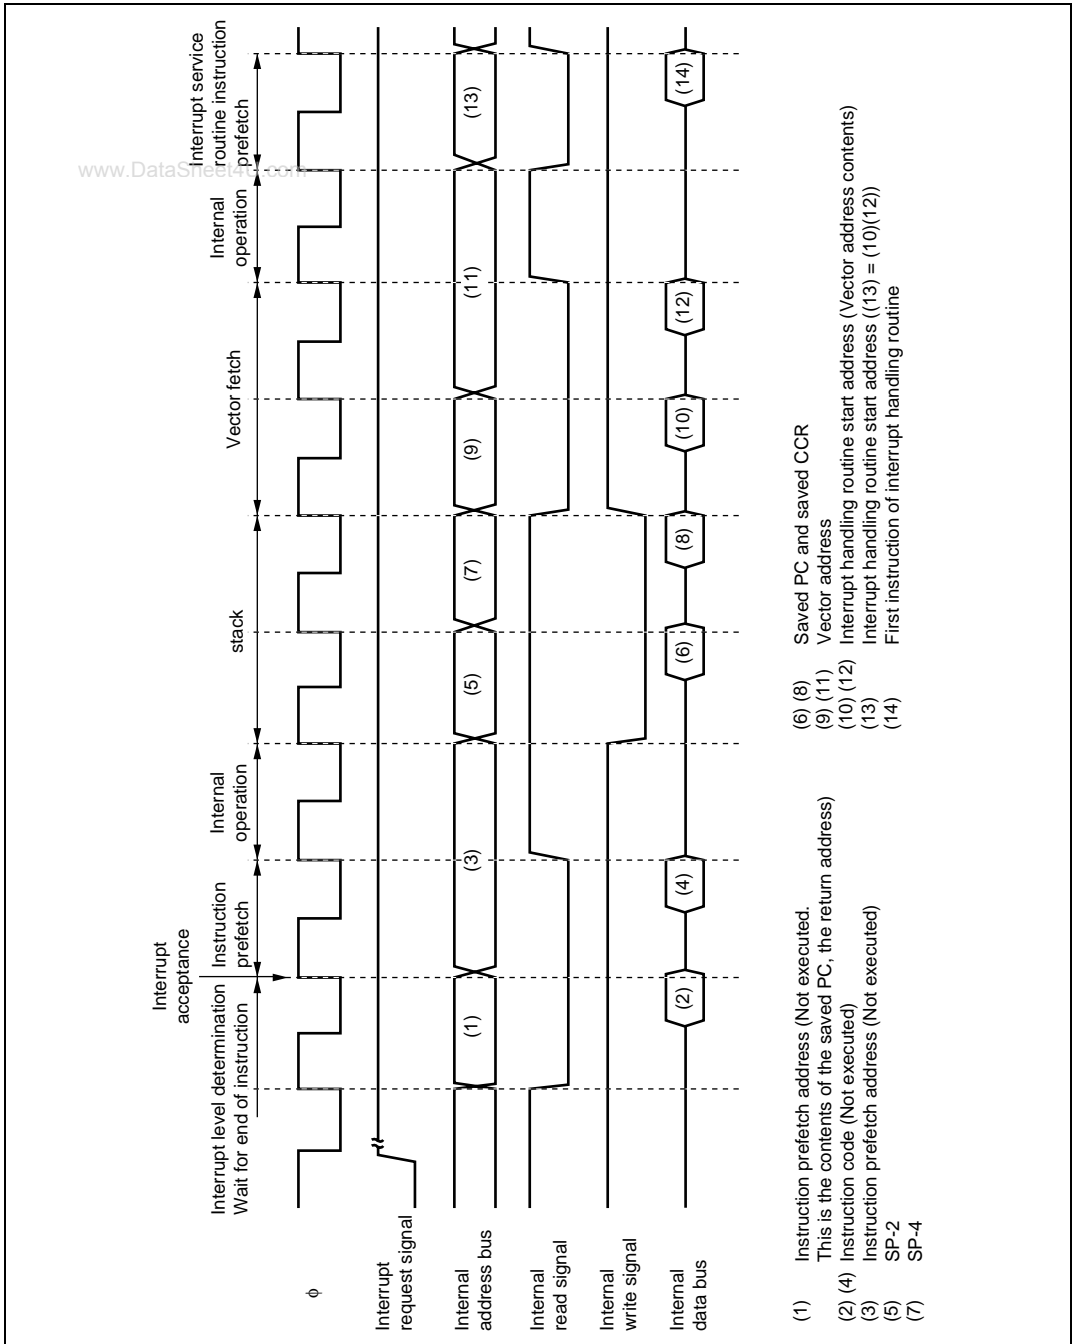 www.DataSheet4U.com
Interrupt
acceptance
Interrupt level determination
Wait for end of instruction
Instruction
prefetch
Internal
operation
stack
Vector fetch
Internal
operation
Interrupt service
routine instruction
prefetch
φ
Interrupt
request signal
Internal
address bus
(1)
(3)
(5)
(7)
(9)
(11)
(13)
Internal
read signal
Internal
write signal
Internal
data bus
(2)
(4)
(6)
(8)
(10)
(12)
(14)
(1) Instruction prefetch address (Not executed.
This is the contents of the saved PC, the return address)
(2) (4) Instruction code (Not executed)
(3) Instruction prefetch address (Not executed)
(5) SP-2
(7) SP-4
(6) (8) Saved PC and saved CCR
(9) (11) Vector address
(10) (12) Interrupt handling routine start address (Vector address contents)
(13) Interrupt handling routine start address ((13) = (10)(12))
(14) First instruction of interrupt handling routine